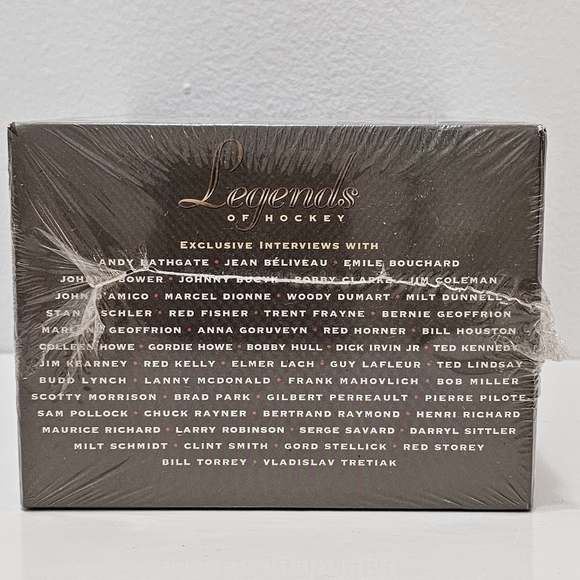 Legends
OF HOCKEY
EXCLUSIVE INTERVIEWS WITH
ANDY BATHGATE • JEAN BÉLIVEAU • EMILE BOUCHARD
JOHNNY BOWER • JOHNNY BUCYK • BOBBY CLARKE • JIM COLEMAN
JOHN D'AMICO • MARCEL DIONNE • WOODY DUMART • MILT DUNNELL
STAN FISCHLER • RED FISHER • TRENT FRAYNE • BERNIE GEOFFRION
MARLENE GEOFFRION • ANNA GORUVEYN • RED HORNER • BILL HOUSTON
COLLEEN HOWE • GORDIE HOWE • BOBBY HULL • DICK IRVIN JR • TED KENNEDY
JIM KEARNEY • RED KELLY • ELMER LACH • GUY LAFLEUR • TED LINDSAY
BUDD LYNCH • LANNY MCDONALD • FRANK MAHOVLICH • BOB MILLER
SCOTTY MORRISON • BRAD PARK • GILBERT PERREAULT • PIERRE PILOTE
SAM POLLOCK • CHUCK RAYNER • BERTRAND RAYMOND • HENRI RICHARD
MAURICE RICHARD • LARRY ROBINSON • SERGE SAVARD • DARRYL SITTLER
MILT SCHMIDT • CLINT SMITH • GORD STELLICK • RED STOREY
BILL TORREY • VLADISLAV TRETIAK